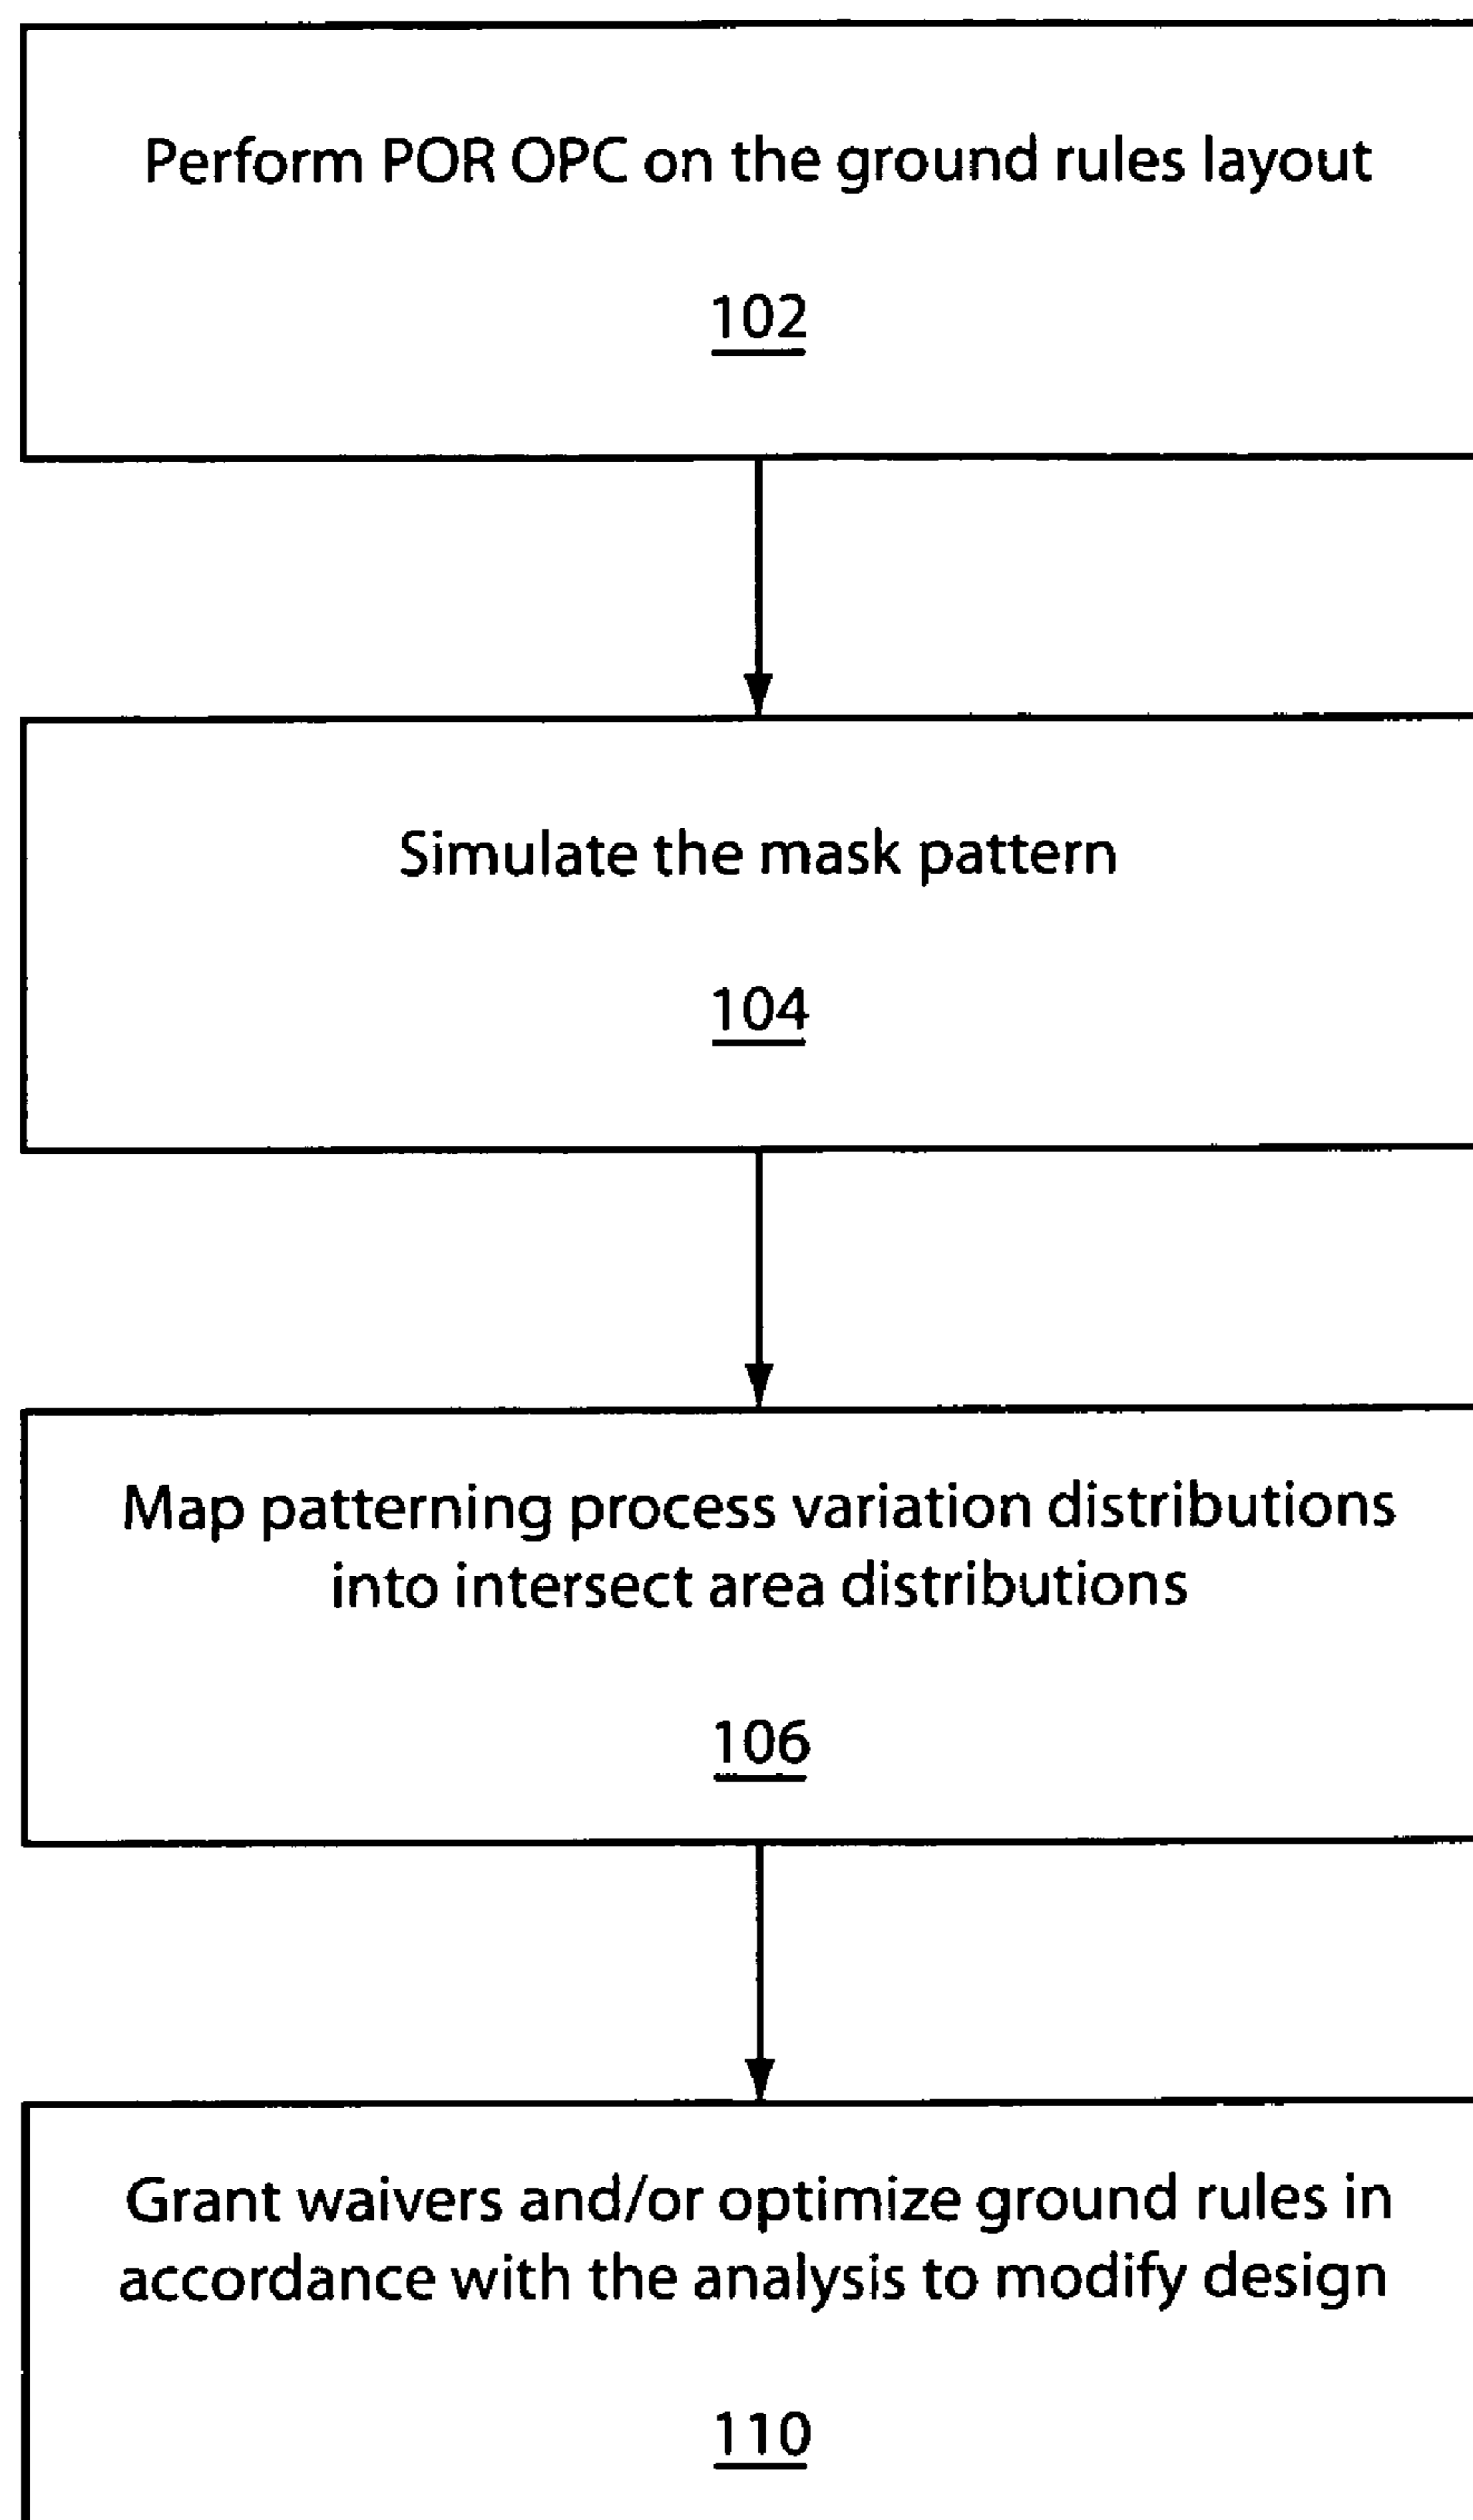 Perform POR OPC on the ground rules layout
102
Simulate the mask pattern
104
Map patterning process variation distributions
into intersect area distributions
106
Grant waivers and/or optimize ground rules in
accordance with the analysis to modify design
110